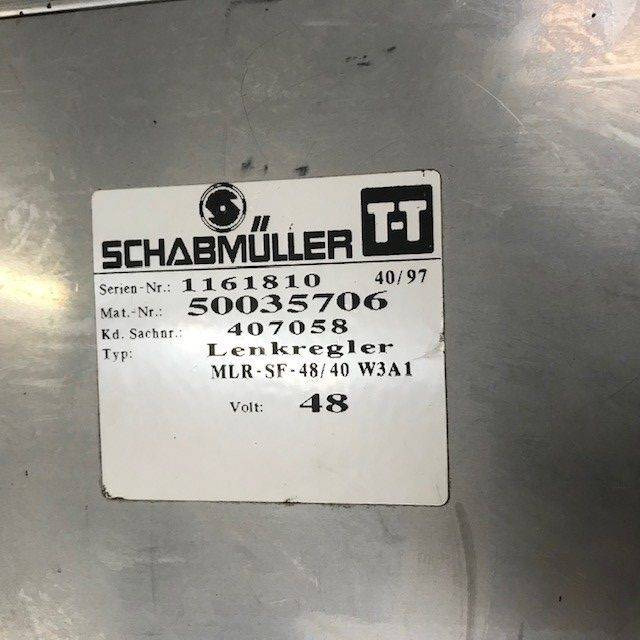 SCHABMÜLLER T-T
Serien-Nr.: 1161810 40/97
Mat.-Nr.: 50035706
Kd. Sachnr.: 407058
Typ: Lenkregler
MLR-SF-48/40 W3A1
Volt: 48